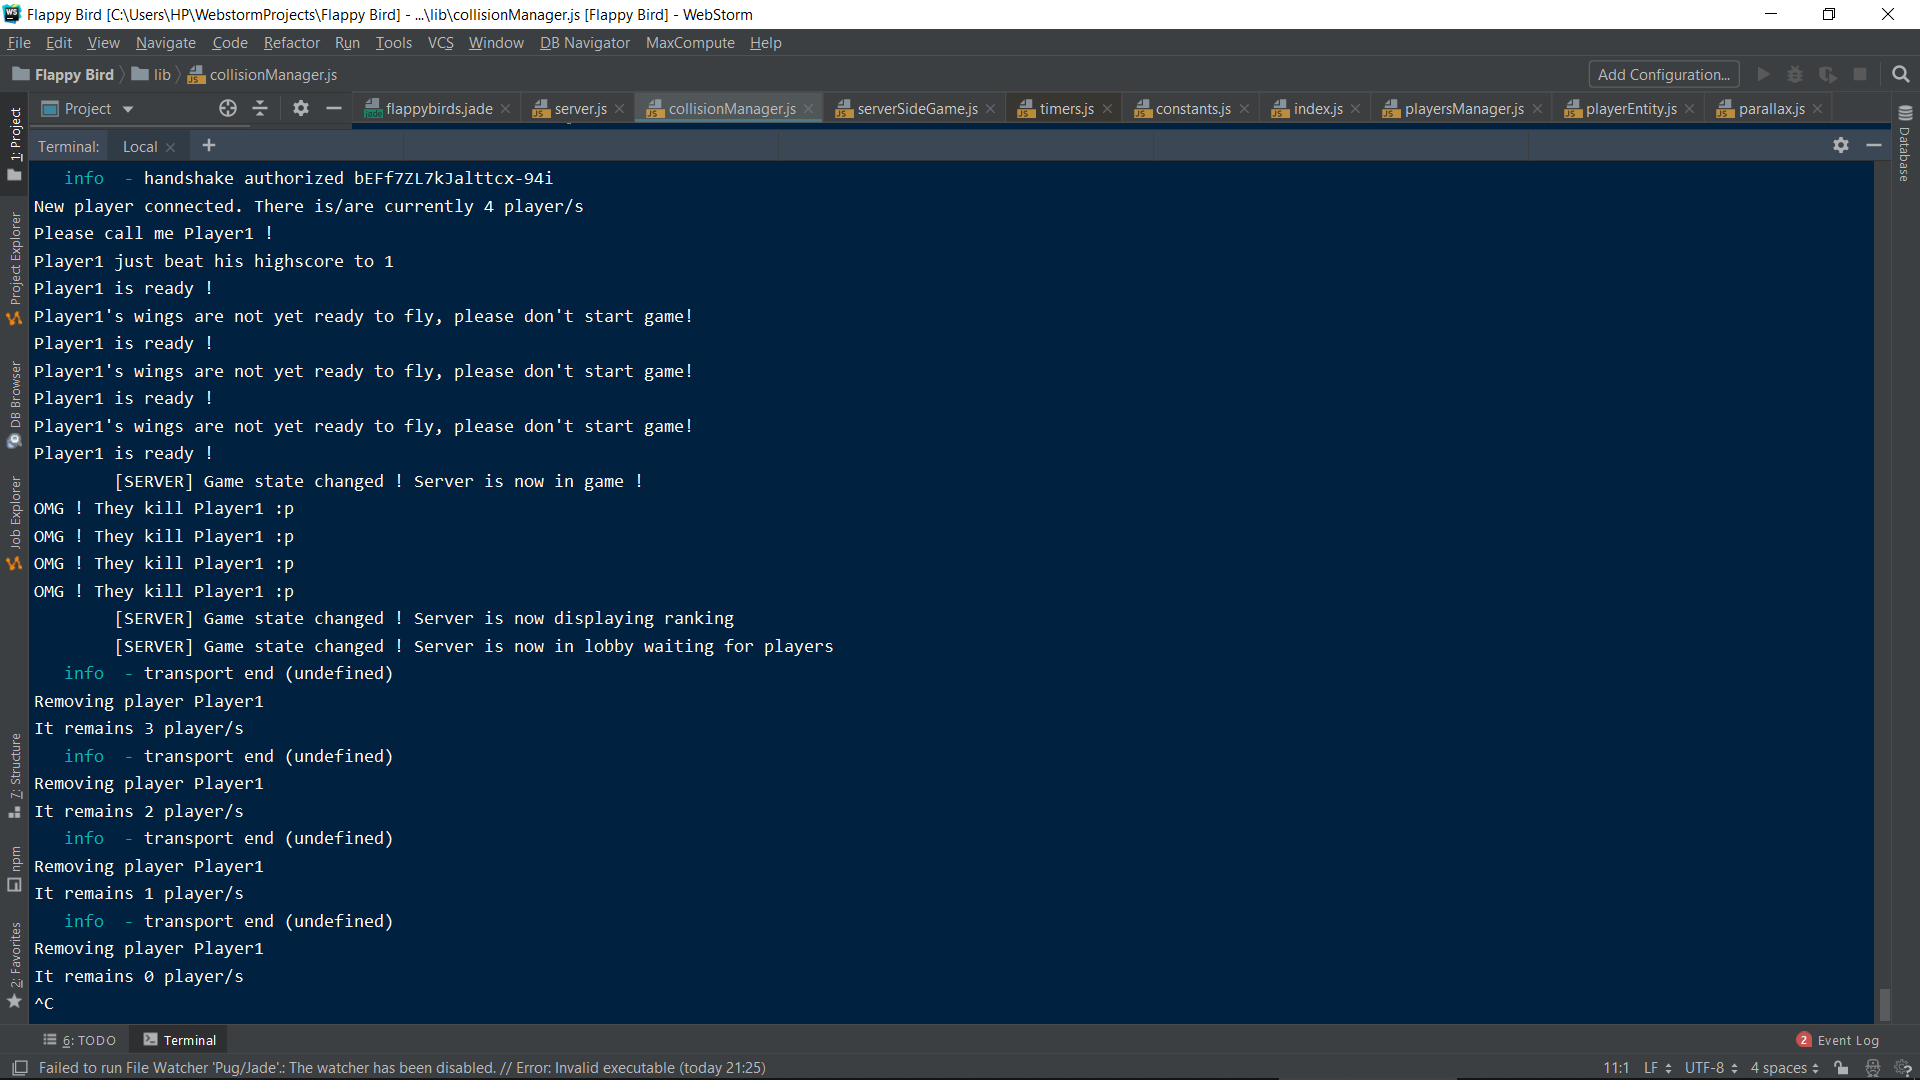 Flappy Bird [C:\Users\HP\WebstormProjects\Flappy Bird] - ...\lib\collisionManager.js [Flappy Bird] - WebStorm
File Edit View Navigate Code Refactor Run Tools VCS Window DB Navigator MaxCompute Help
Flappy Bird lib collisionManager.js Add Configuration...
Project flappybirds.jade server.js collisionManager.js serverSideGame.js timers.js constants.js index.js playersManager.js playerEntity.js parallax.js
Terminal: Local +
info - handshake authorized bEFf7ZL7kJalttcx-94i
New player connected. There is/are currently 4 player/s
Please call me Player1 !
Player1 just beat his highscore to 1
Player1 is ready !
Player1's wings are not yet ready to fly, please don't start game!
Player1 is ready !
Player1's wings are not yet ready to fly, please don't start game!
Player1 is ready !
Player1's wings are not yet ready to fly, please don't start game!
Player1 is ready !
[SERVER] Game state changed ! Server is now in game !
OMG ! They kill Player1 :p
OMG ! They kill Player1 :p
OMG ! They kill Player1 :p
OMG ! They kill Player1 :p
[SERVER] Game state changed ! Server is now displaying ranking
[SERVER] Game state changed ! Server is now in lobby waiting for players
info - transport end (undefined)
Removing player Player1
It remains 3 player/s
info - transport end (undefined)
Removing player Player1
It remains 2 player/s
info - transport end (undefined)
Removing player Player1
It remains 1 player/s
info - transport end (undefined)
Removing player Player1
It remains 0 player/s
^C
1: Project
Project Explorer
DB Browser
Job Explorer
7: Structure
npm
2: Favorites
Database
6: TODO Terminal 2 Event Log
Failed to run File Watcher 'Pug/Jade'.: The watcher has been disabled. // Error: Invalid executable (today 21:25) 11:1 LF UTF-8 4 spaces